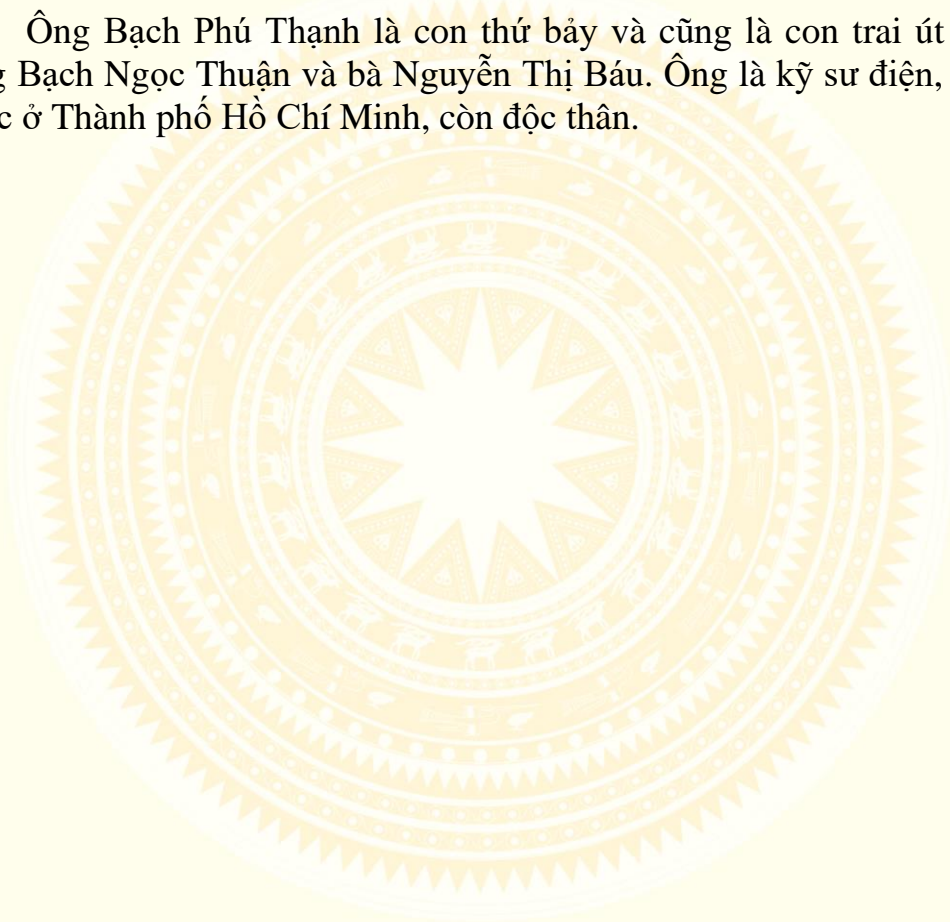 Ông Bạch Phú Thạnh là con thứ bảy và cũng là con trai út
Bạch Ngọc Thuận và bà Nguyễn Thị Báu. Ông là kỹ sư điện,
ở Thành phố Hồ Chí Minh, còn độc thân.